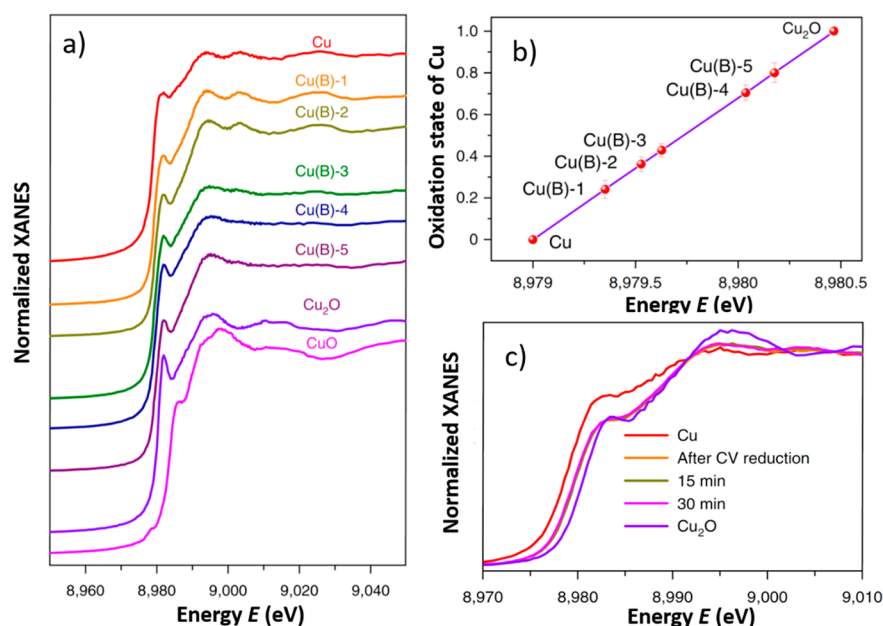 a)
Cu
Cu(B)-1
Cu(B)-2
Cu(B)-3
Cu(B)-4
Cu(B)-5
Cu₂O
CuO
Normalized XANES
8,960 8,980 9,000 9,020 9,040
Energy E (eV)
b)
Cu₂O
Cu(B)-5
Cu(B)-4
Cu(B)-3
Cu(B)-2
Cu(B)-1
Cu
Oxidation state of Cu
1.0
0.8
0.6
0.4
0.2
0
8,979 8,979.5 8,980 8,980.5
Energy E (eV)
c)
Cu
After CV reduction
15 min
30 min
Cu₂O
Normalized XANES
8,970 8,980 8,990 9,000 9,010
Energy E (eV)